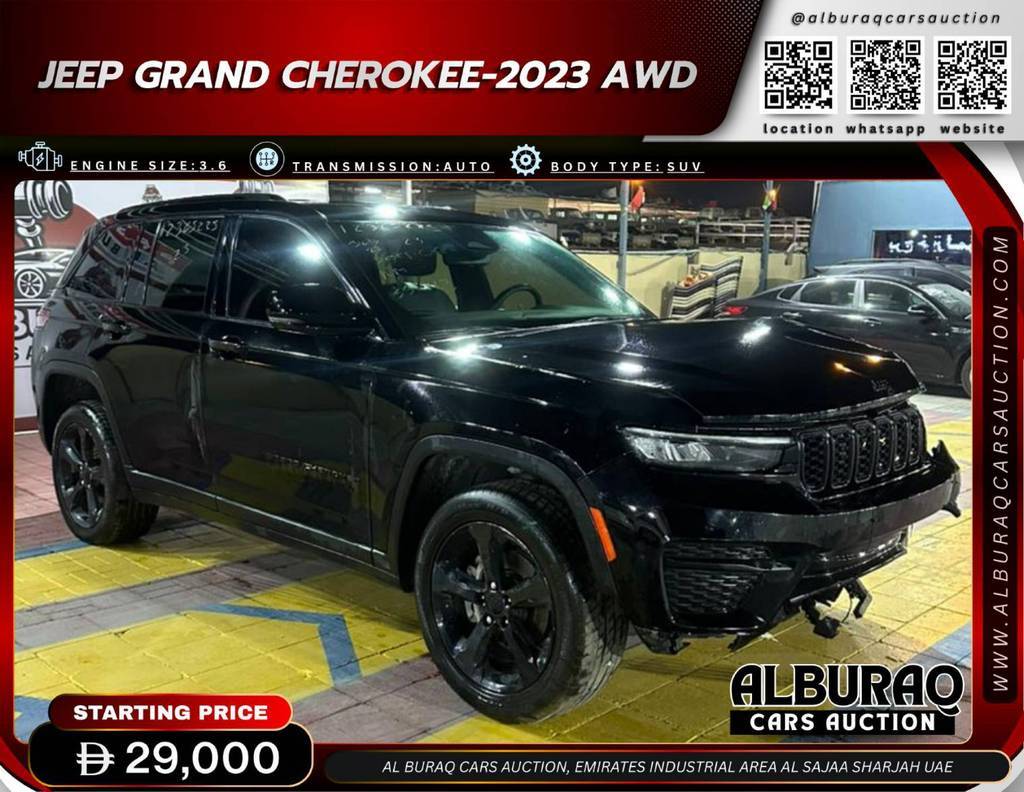 @alburaqcarsauction
JEEP GRAND CHEROKEE-2023 AWD
location whatsapp website
ENGINE SIZE:3.6 TRANSMISSION:AUTO BODY TYPE: SUV
WWW.ALBURAQCARSAUCTION.COM
ALBURAQ
CARS AUCTION
STARTING PRICE
29,000
AL BURAQ CARS AUCTION, EMIRATES INDUSTRIAL AREA AL SAJAA SHARJAH UAE